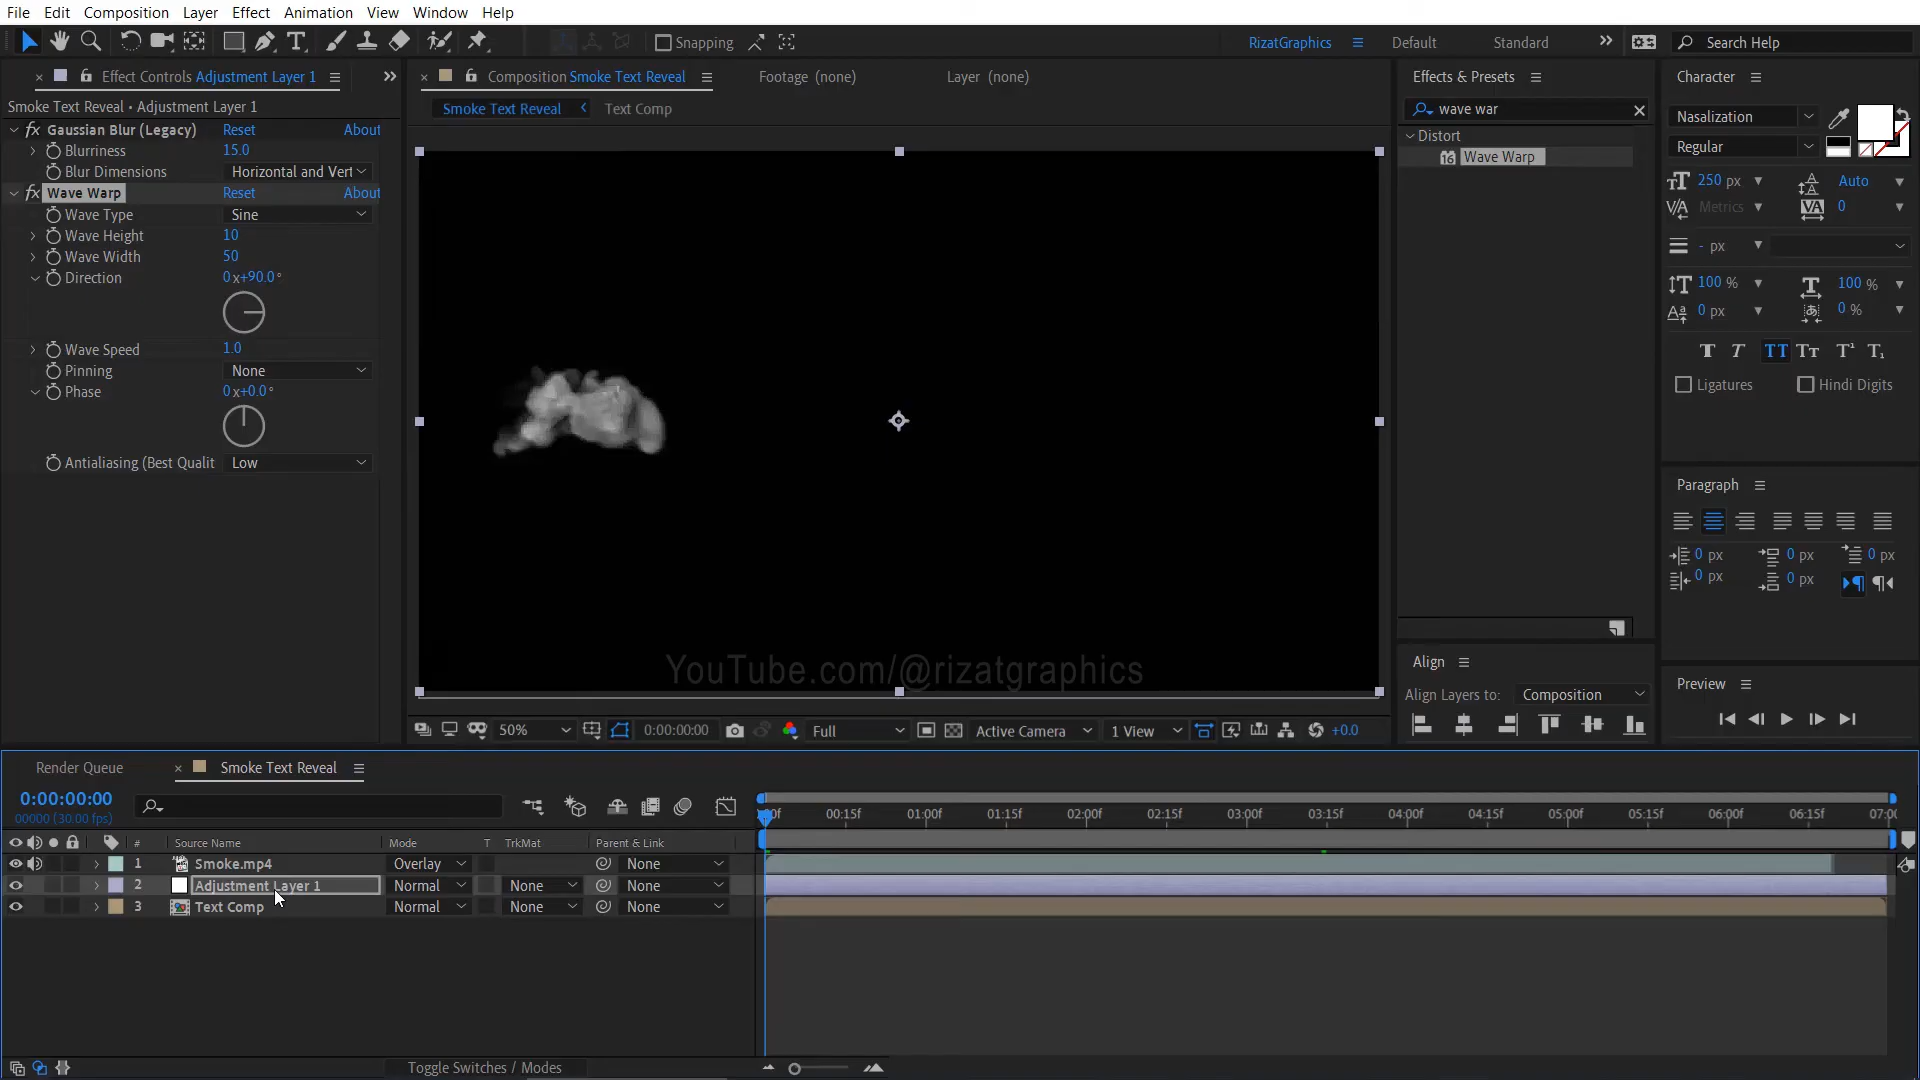 File Edit Composition Layer Effect Animation View Window Help
Snapping
RizatGraphics Default Standard Search Help
Effect Controls Adjustment Layer 1
Smoke Text Reveal • Adjustment Layer 1
fx Gaussian Blur (Legacy) Reset About
Blurriness 15.0
Blur Dimensions Horizontal and Vert
fx Wave Warp Reset About
Wave Type Sine
Wave Height 10
Wave Width 50
Direction 0x+90.0°
Wave Speed 1.0
Pinning None
Phase 0x+0.0°
Antialiasing (Best Qualit Low
Composition Smoke Text Reveal Footage (none) Layer (none)
Smoke Text Reveal Text Comp
YouTube.com/@rizatgraphics
50% 0:00:00:00 Full Active Camera 1 View +0.0
Effects & Presets
wave war
Distort
16 Wave Warp
Align
Align Layers to: Composition
Character
Nasalization
Regular
250 px Auto
Metrics 0
- px
100 % 100 %
0 px 0 %
Ligatures Hindi Digits
Paragraph
0 px 0 px 0 px
0 px 0 px
Preview
Render Queue Smoke Text Reveal
0:00:00:00
00000 (30.00 fps)
:00f 00:15f 01:00f 01:15f 02:00f 02:15f 03:00f 03:15f 04:00f 04:15f 05:00f 05:15f 06:00f 06:15f 07:00
# Source Name Mode T TrkMat Parent & Link
1 Smoke.mp4 Overlay None
2 Adjustment Layer 1 Normal None None
3 Text Comp Normal None None
Toggle Switches / Modes